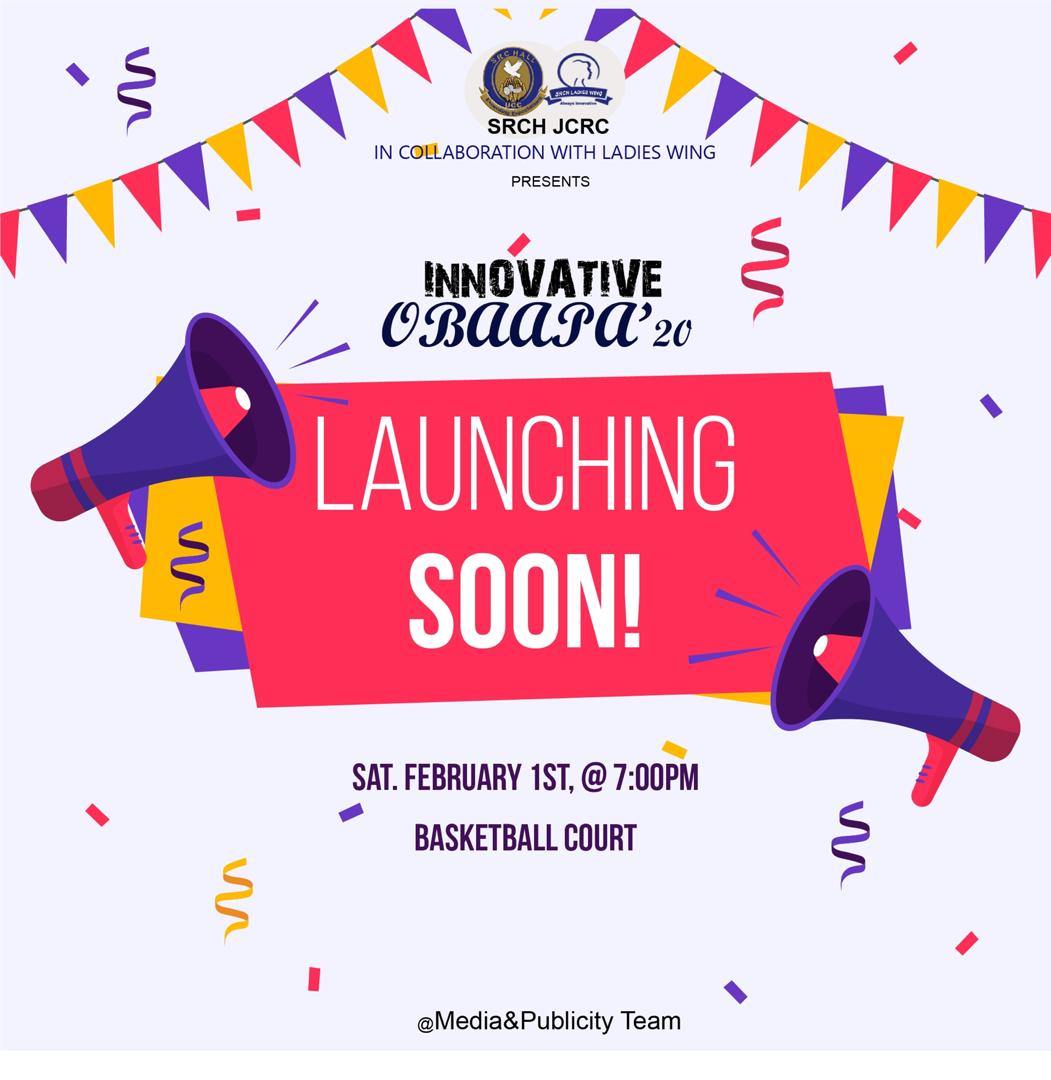 SRC HALL
UCC
SRCH LADIES WING
Always Innovative
SRCH JCRC
IN COLLABORATION WITH LADIES WING
PRESENTS
INNOVATIVE
OBAAPA'20
LAUNCHING
SOON!
SAT. FEBRUARY 1ST, @ 7:00PM
BASKETBALL COURT
@Media&Publicity Team